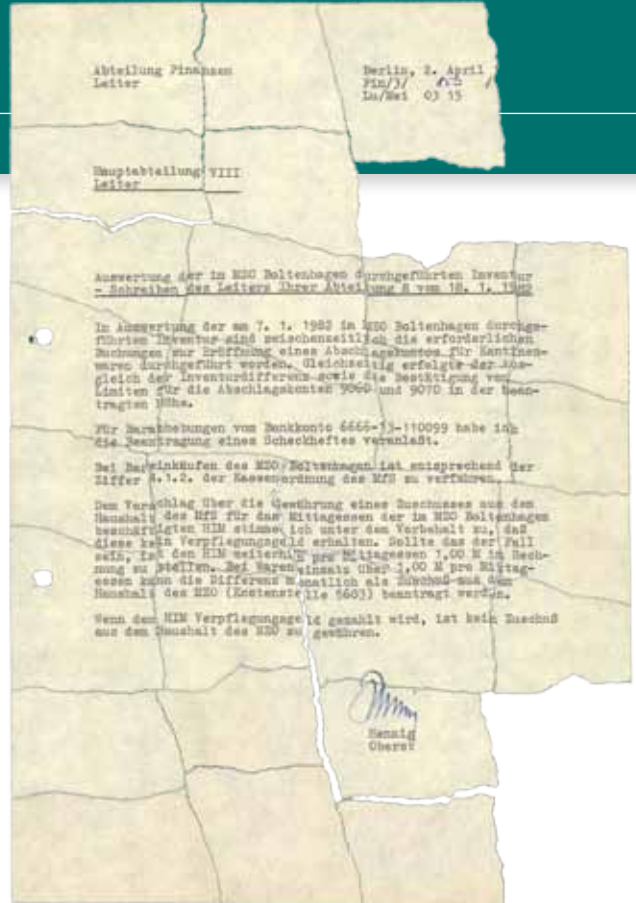 Abteilung Finanzen
Leiter
Berlin, 2. April
Fin/3/
Lu/Mei 03 15
Hauptabteilung VIII
Leiter
Auswertung der im MZO Boltenhagen durchgeführten Inventur
- Schreiben des Leiters Ihrer Abteilung 8 vom 18. 1. 1982
In Auswertung der am 7. 1. 1982 in MZO Boltenhagen durchge-
führten Inventur sind zwischenzeitlich die erforderlichen
Buchungen zur Eröffnung eines Abschlagskontos für Kantinen-
waren durchgeführt worden. Gleichzeitig erfolgte der Aus-
gleich der Inventurdifferenz sowie die Bestätigung von
Limiten für die Abschlagskonten 9060 und 9070 in der bean-
tragten Höhe.
Für Barabhebungen vom Bankkonto 6666-13-110099 habe ich
die Beantragung eines Scheckheftes veranlaßt.
Bei Bareinkäufen des MZO Boltenhagen ist entsprechend der
Ziffer 4.1.2. der Kassenordnung des MfS zu verfahren.
Dem Vorschlag über die Gewährung eines Zuschusses aus dem
Haushalt des MfS für das Mittagessen der im MZO Boltenhagen
beschäftigten HIM stimme ich unter dem Vorbehalt zu, daß
diese kein Verpflegungsgeld erhalten. Sollte das der Fall
sein, ist den HIM weiterhin pro Mittagessen 1,00 M in Rech-
nung zu stellen. Bei Wareneinsatz über 1,00 M pro Mittag-
essen kann die Differenz monatlich als Zuschuß aus dem
Haushalt des MZO (Kostenstelle 5603) beantragt werden.
Wenn den HIM Verpflegungsgeld gezahlt wird, ist kein Zuschuß
aus dem Haushalt des MZO zu gewähren.
Hennig
Oberst